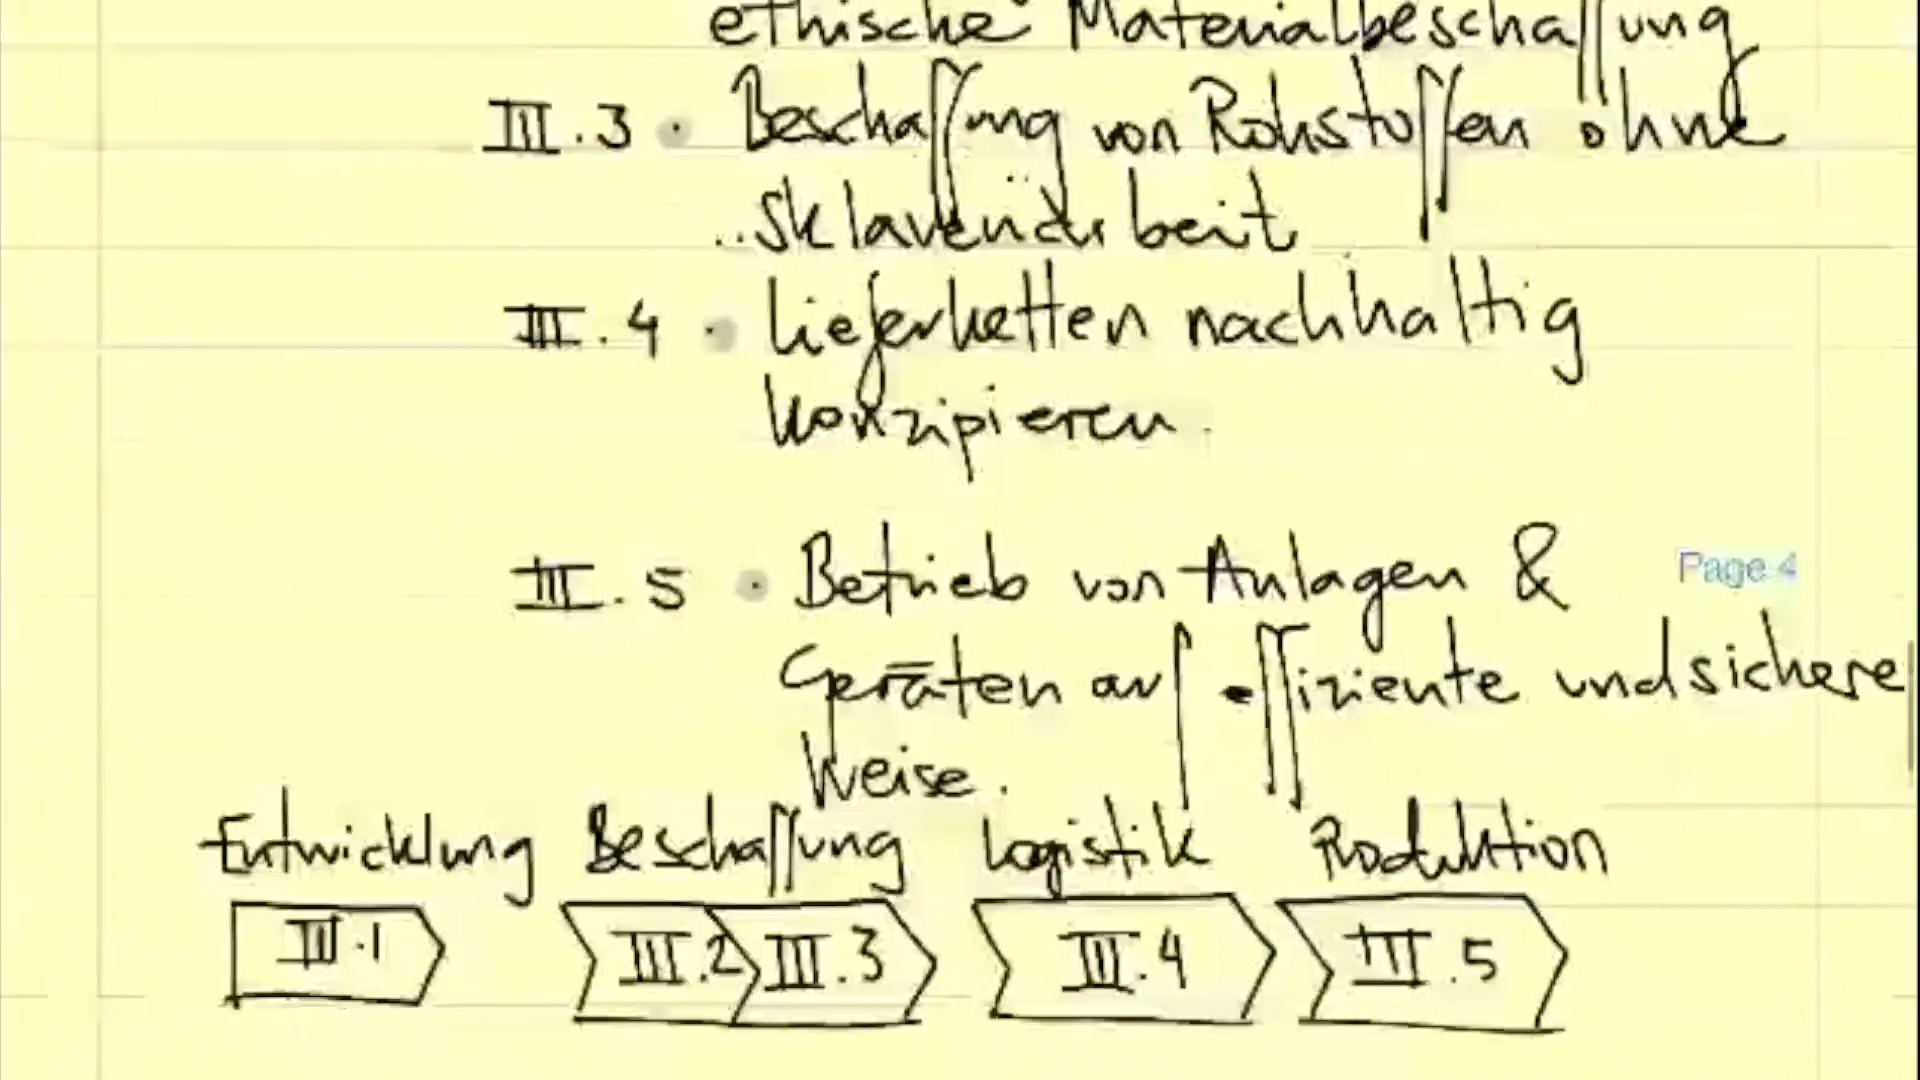 ethische Materialbeschaffung
III.3 · Beschaffung von Rohstoffen ohne
Sklavenarbeit
III.4 · Lieferketten nachhaltig
konzipieren.
III.5 · Betrieb von Anlagen &
Page 4
Geräten auf effiziente und sichere
Weise.
Entwicklung Beschaffung Logistik Produktion
III.1 III.2 III.3 III.4 III.5